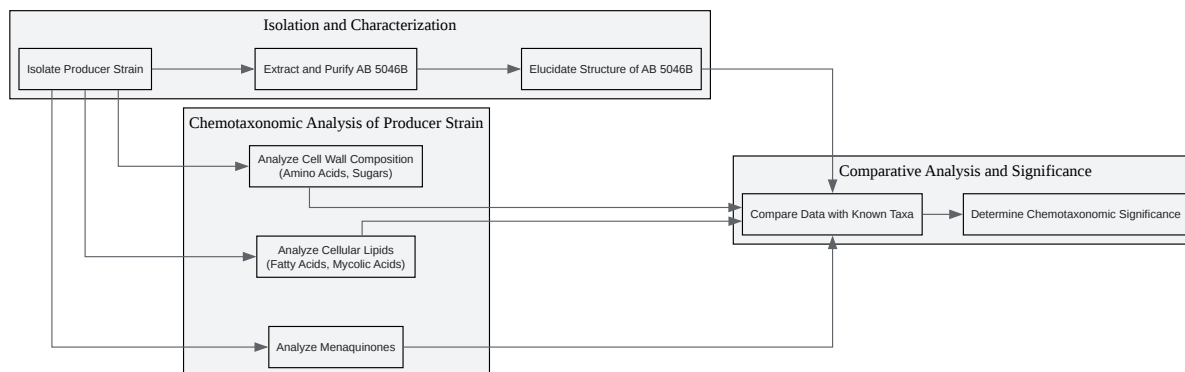 Isolation and Characterization
Isolate Producer Strain
Extract and Purify AB 5046B
Elucidate Structure of AB 5046B
Chemotaxonomic Analysis of Producer Strain
Analyze Cell Wall Composition
(Amino Acids, Sugars)
Analyze Cellular Lipids
(Fatty Acids, Mycolic Acids)
Analyze Menaquinones
Comparative Analysis and Significance
Compare Data with Known Taxa
Determine Chemotaxonomic Significance